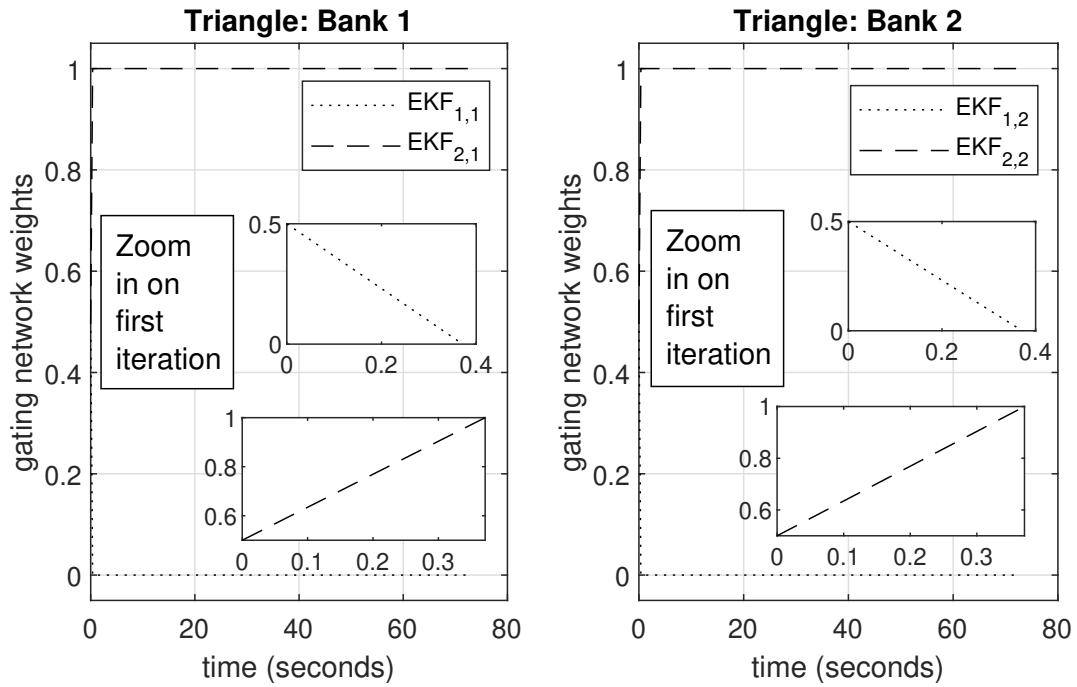 Triangle: Bank 1
1
0.8
0.6
0.4
0.2
0
gating network weights
EKF1,1
EKF2,1
Zoom
in on
first
iteration
0.5
0
0
0.2
0.4
1
0.8
0.6
0
0.1
0.2
0.3
0
20
40
60
80
time (seconds)
Triangle: Bank 2
1
0.8
0.6
0.4
0.2
0
gating network weights
EKF1,2
EKF2,2
Zoom
in on
first
iteration
0.5
0
0
0.2
0.4
1
0.8
0.6
0
0.1
0.2
0.3
0
20
40
60
80
time (seconds)